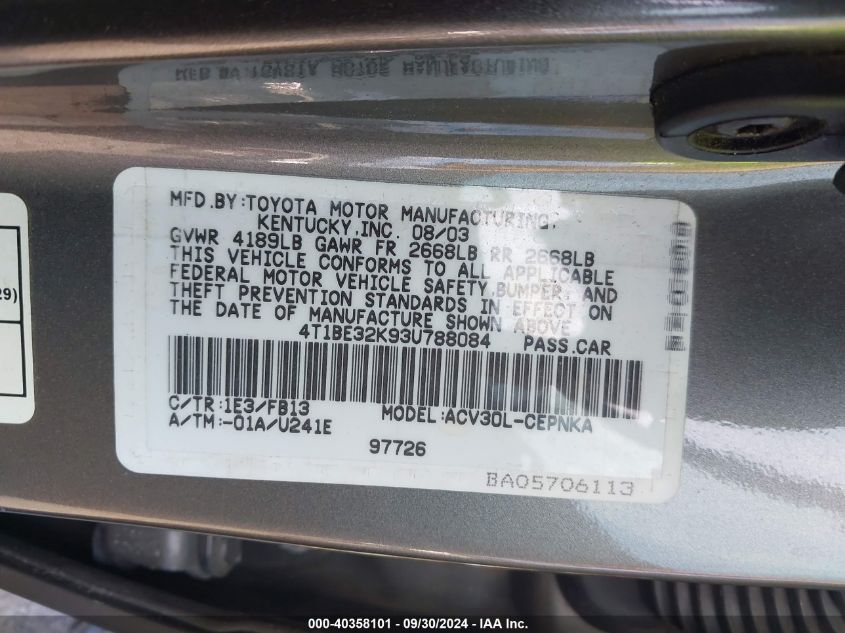 MFD.BY:TOYOTA MOTOR MANUFACTURING,
KENTUCKY,INC. 08/03
GVWR 4189LB GAWR FR 2668LB RR 2668LB
THIS VEHICLE CONFORMS TO ALL APPLICABLE
FEDERAL MOTOR VEHICLE SAFETY,BUMPER, AND
THEFT PREVENTION STANDARDS IN EFFECT ON
THE DATE OF MANUFACTURE SHOWN ABOVE
4T1BE32K93U788084 PASS.CAR
C/TR:1E3/FB13 MODEL:ACV30L-CEPNKA
A/TM:-01A/U241E
97726
BA05706113
29)
000-40358101 - 09/30/2024 - IAA Inc.